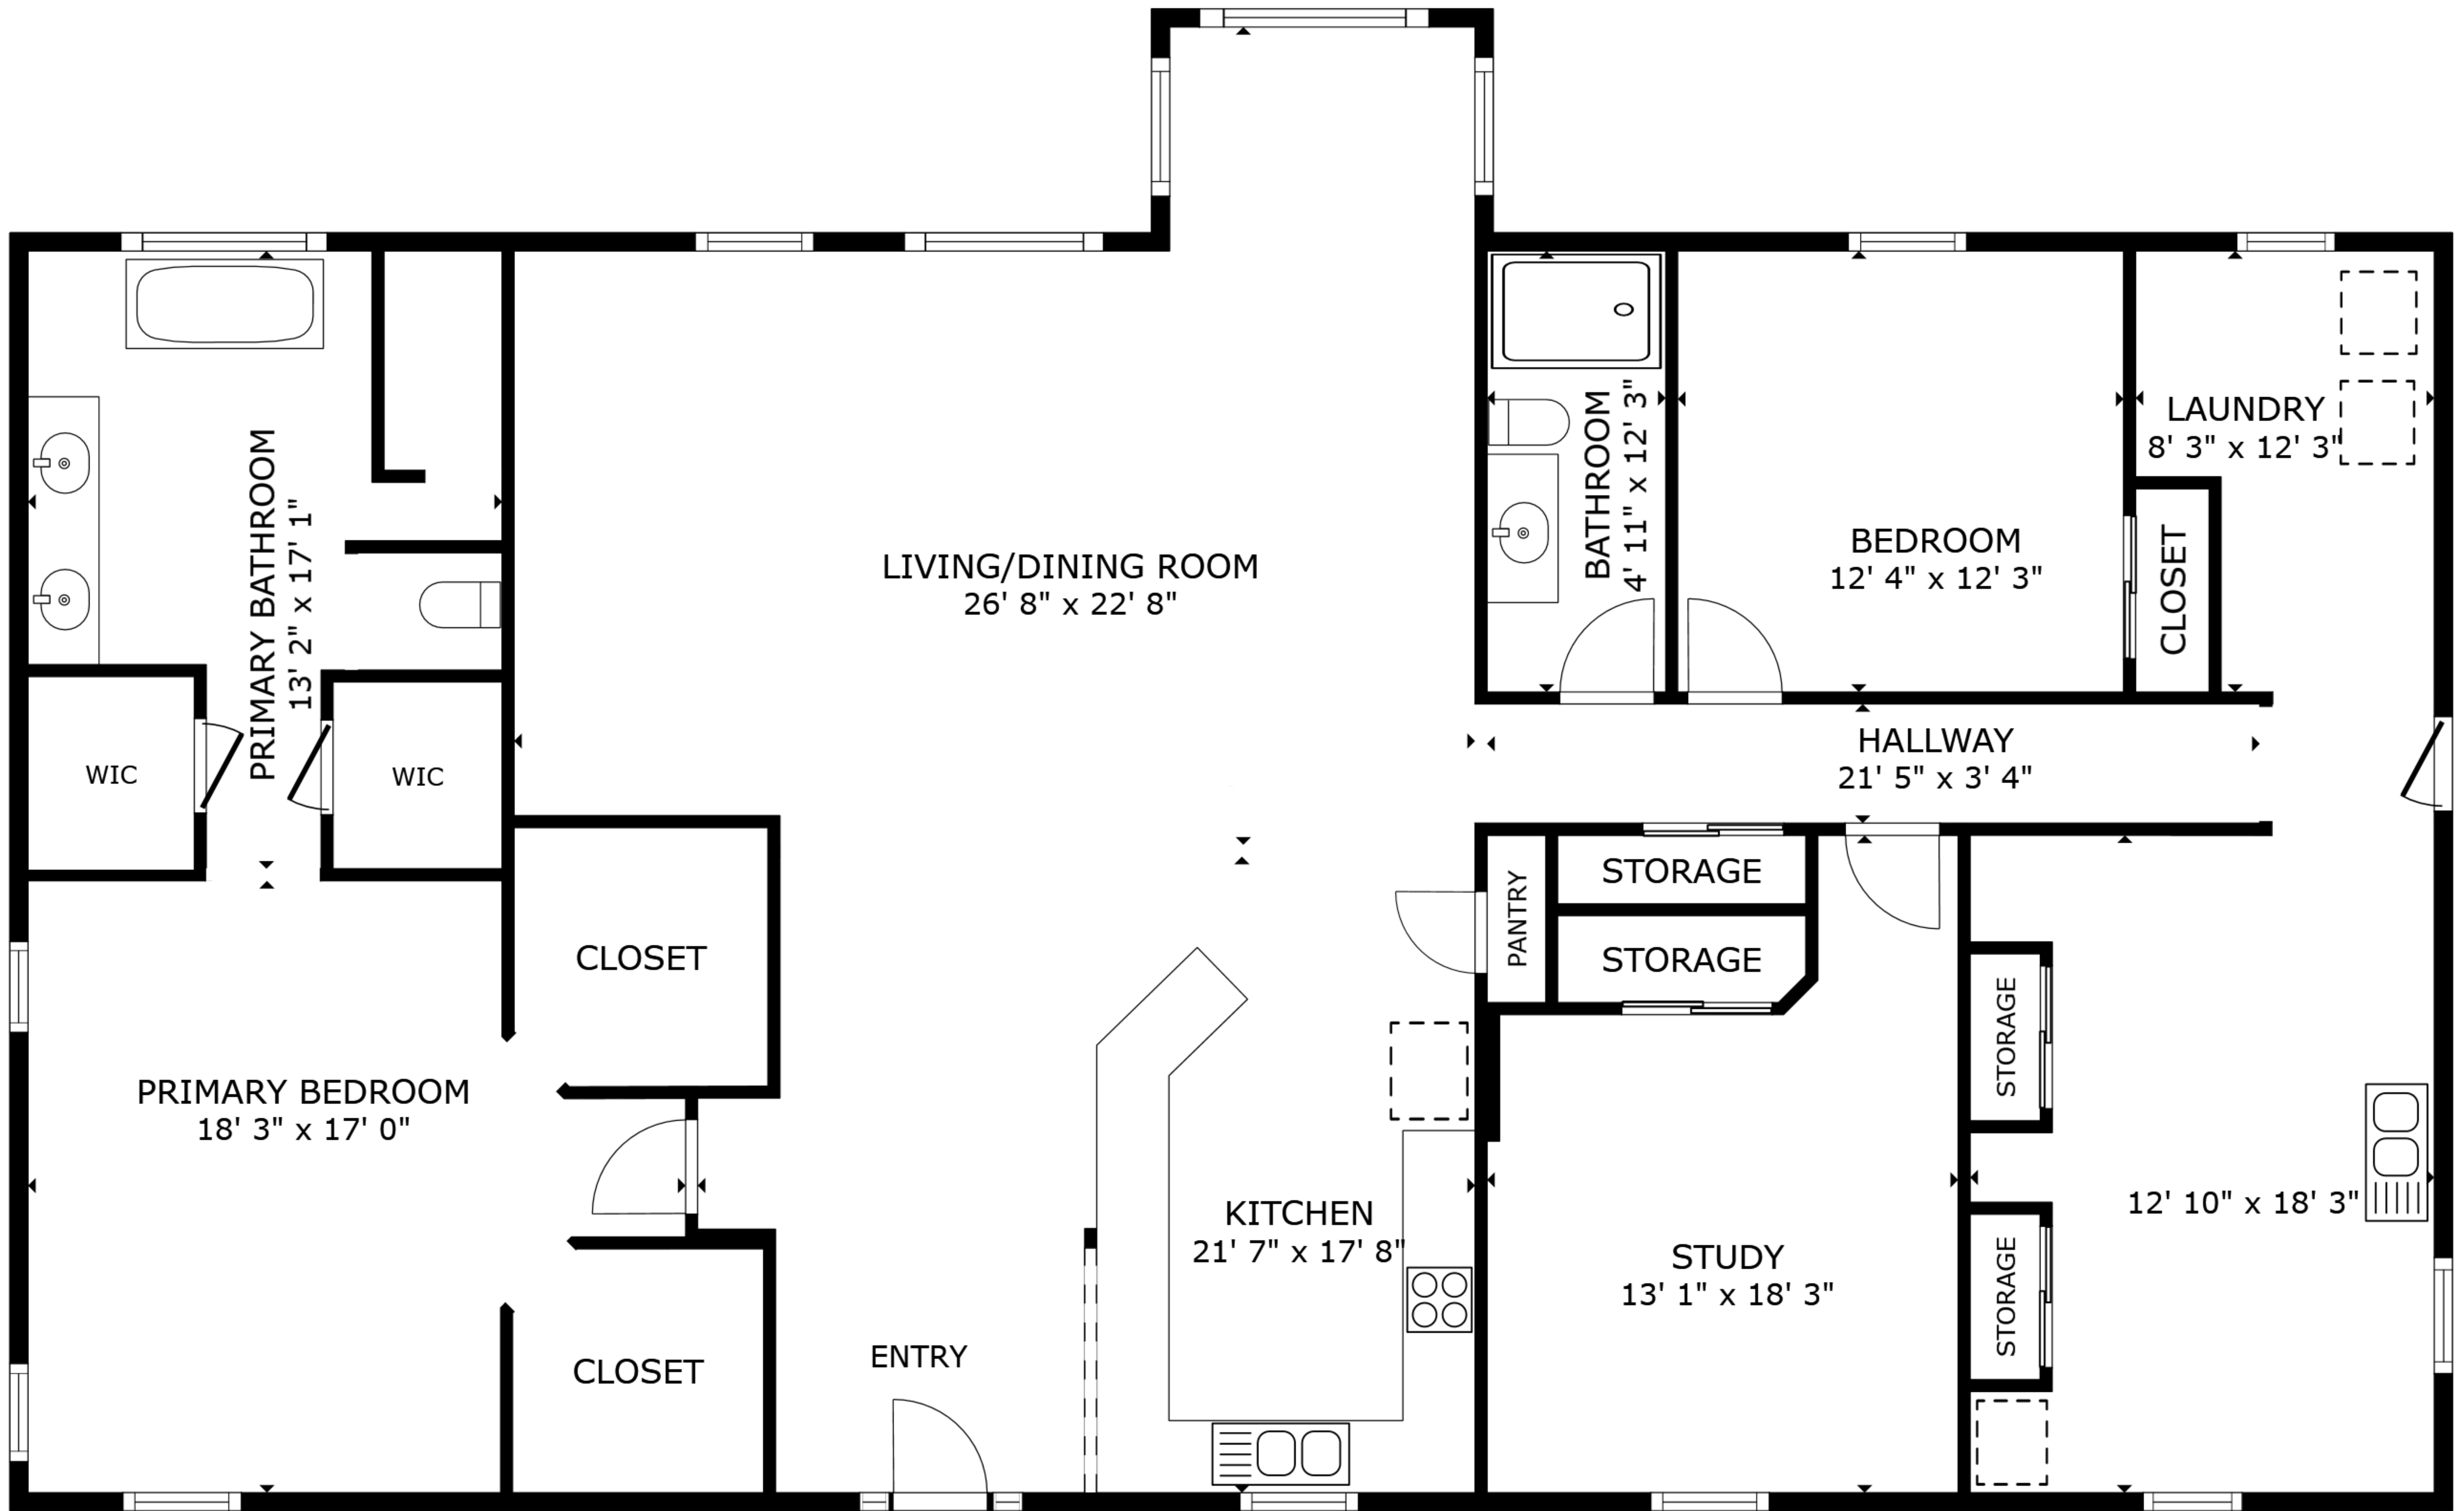 PRIMARY BATHROOM
13' 2" x 17' 1"
WIC
WIC
LIVING/DINING ROOM
26' 8" x 22' 8"
BATHROOM
4' 11" x 12' 3"
BEDROOM
12' 4" x 12' 3"
LAUNDRY
8' 3" x 12' 3"
CLOSET
HALLWAY
21' 5" x 3' 4"
CLOSET
PRIMARY BEDROOM
18' 3" x 17' 0"
CLOSET
ENTRY
KITCHEN
21' 7" x 17' 8"
PANTRY
STORAGE
STORAGE
STUDY
13' 1" x 18' 3"
STORAGE
STORAGE
12' 10" x 18' 3"